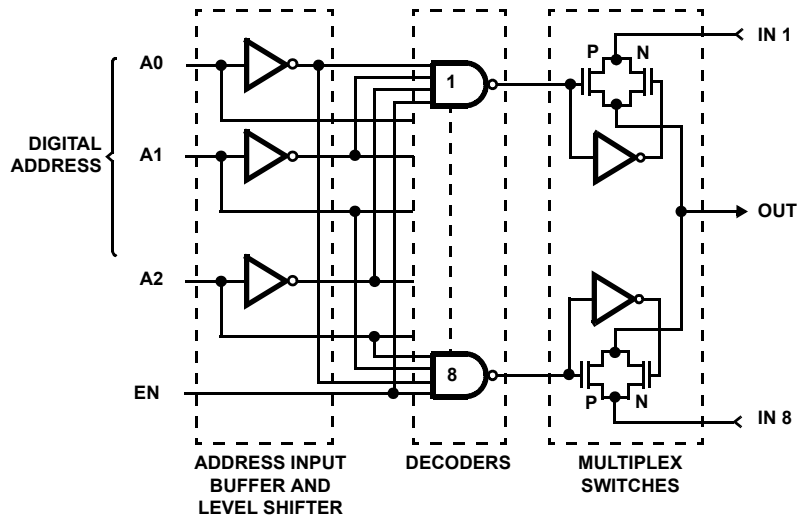 A0
A1
A2
EN
DIGITAL
ADDRESS
1
8
P N
P N
IN 1
OUT
IN 8
ADDRESS INPUT
BUFFER AND
LEVEL SHIFTER
DECODERS
MULTIPLEX
SWITCHES